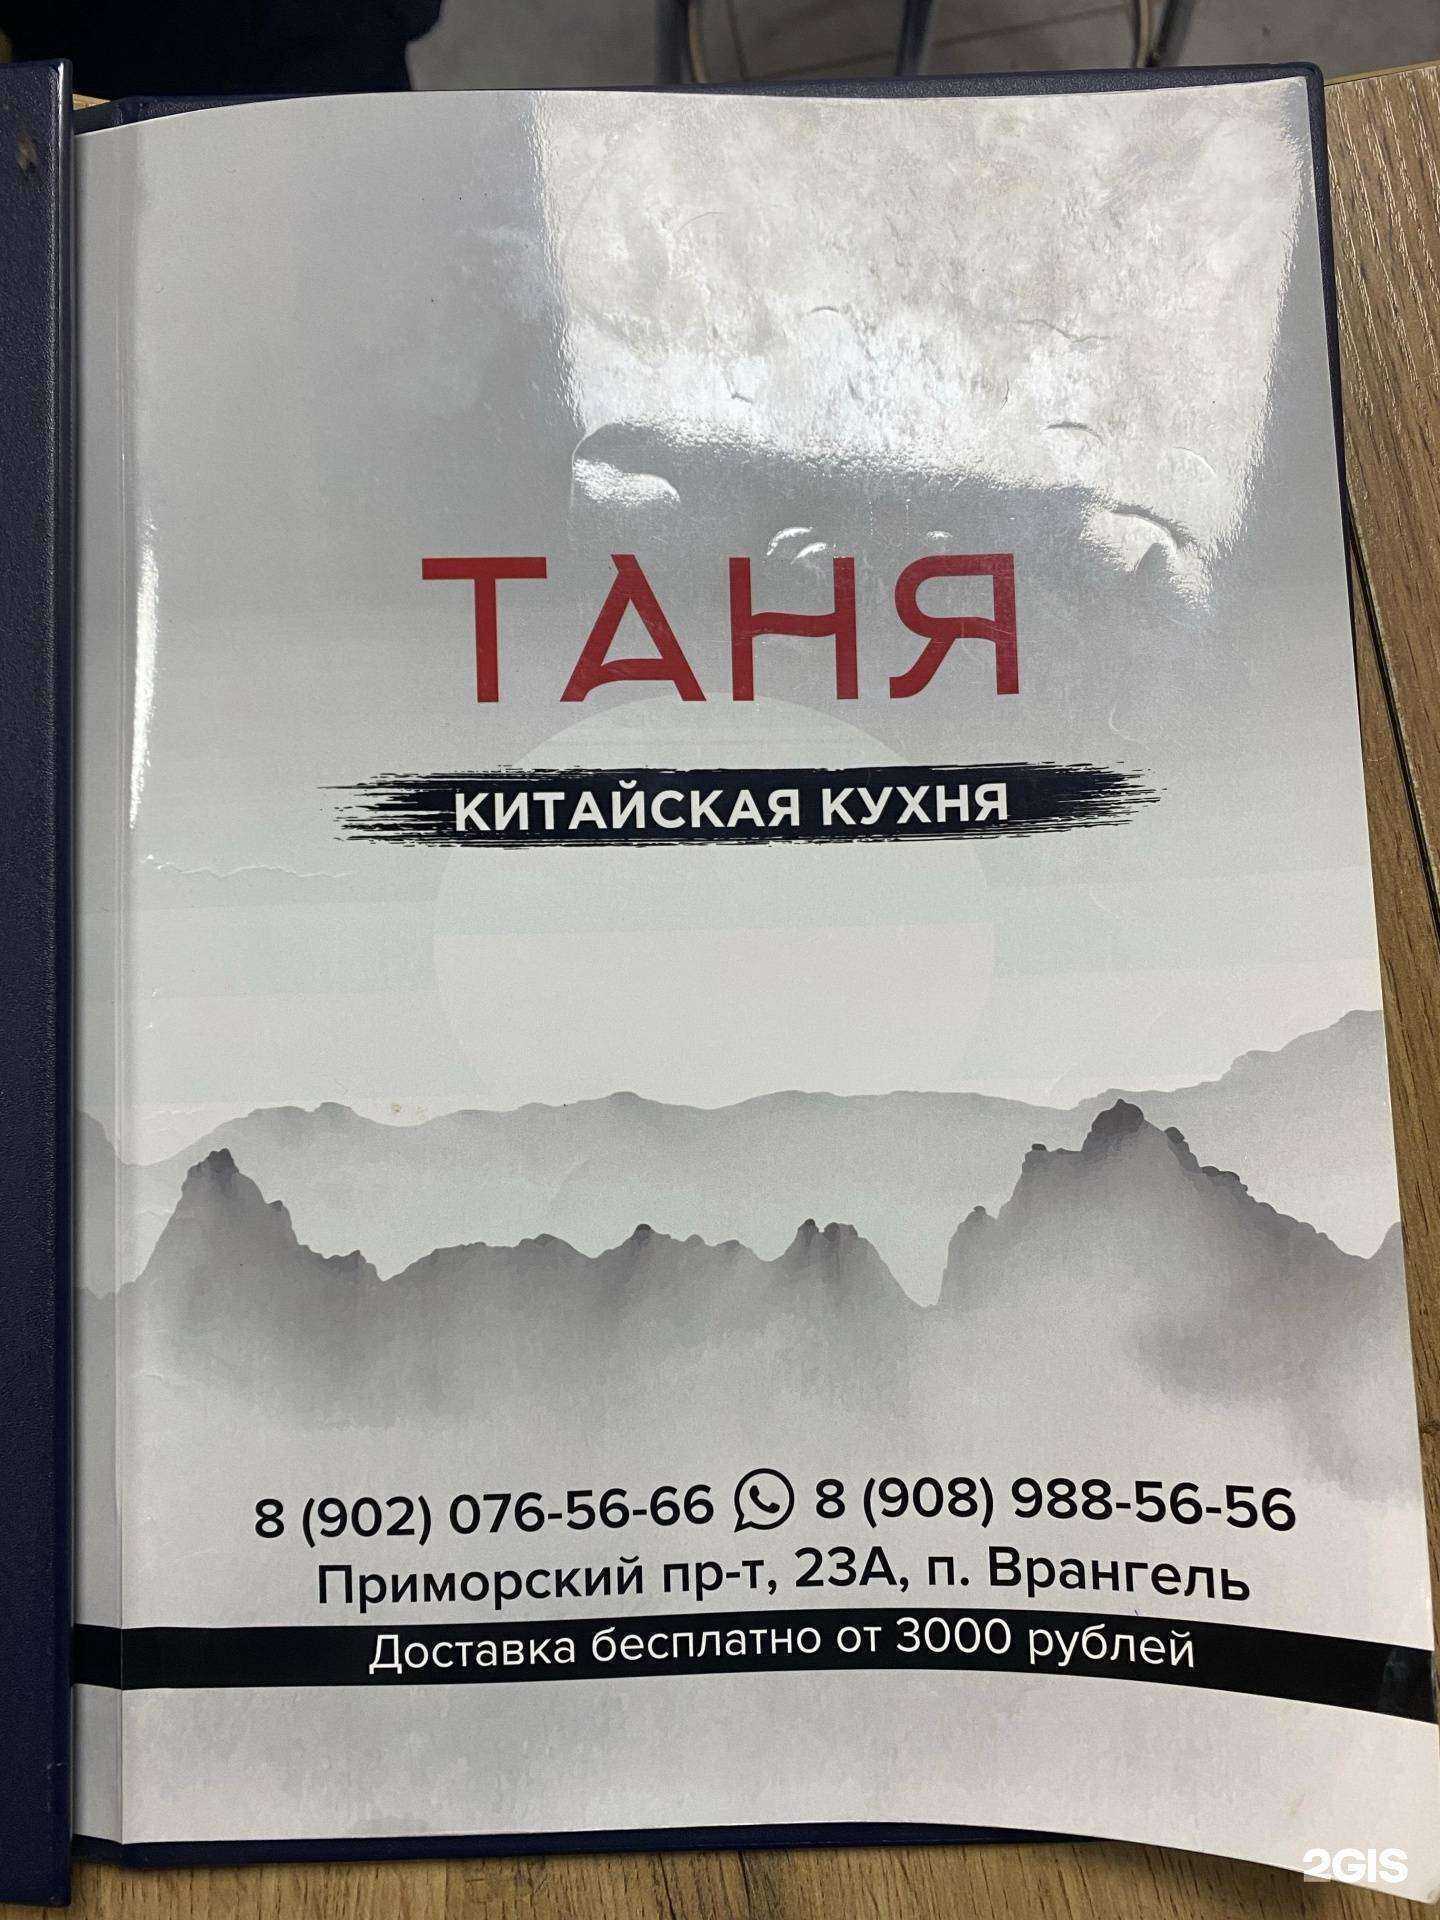 ТАНЯ
КИТАЙСКАЯ КУХНЯ
8 (902) 076-56-66 8 (908) 988-56-56
Приморский пр-т, 23А, п. Врангель
Доставка бесплатно от 3000 рублей
2GIS